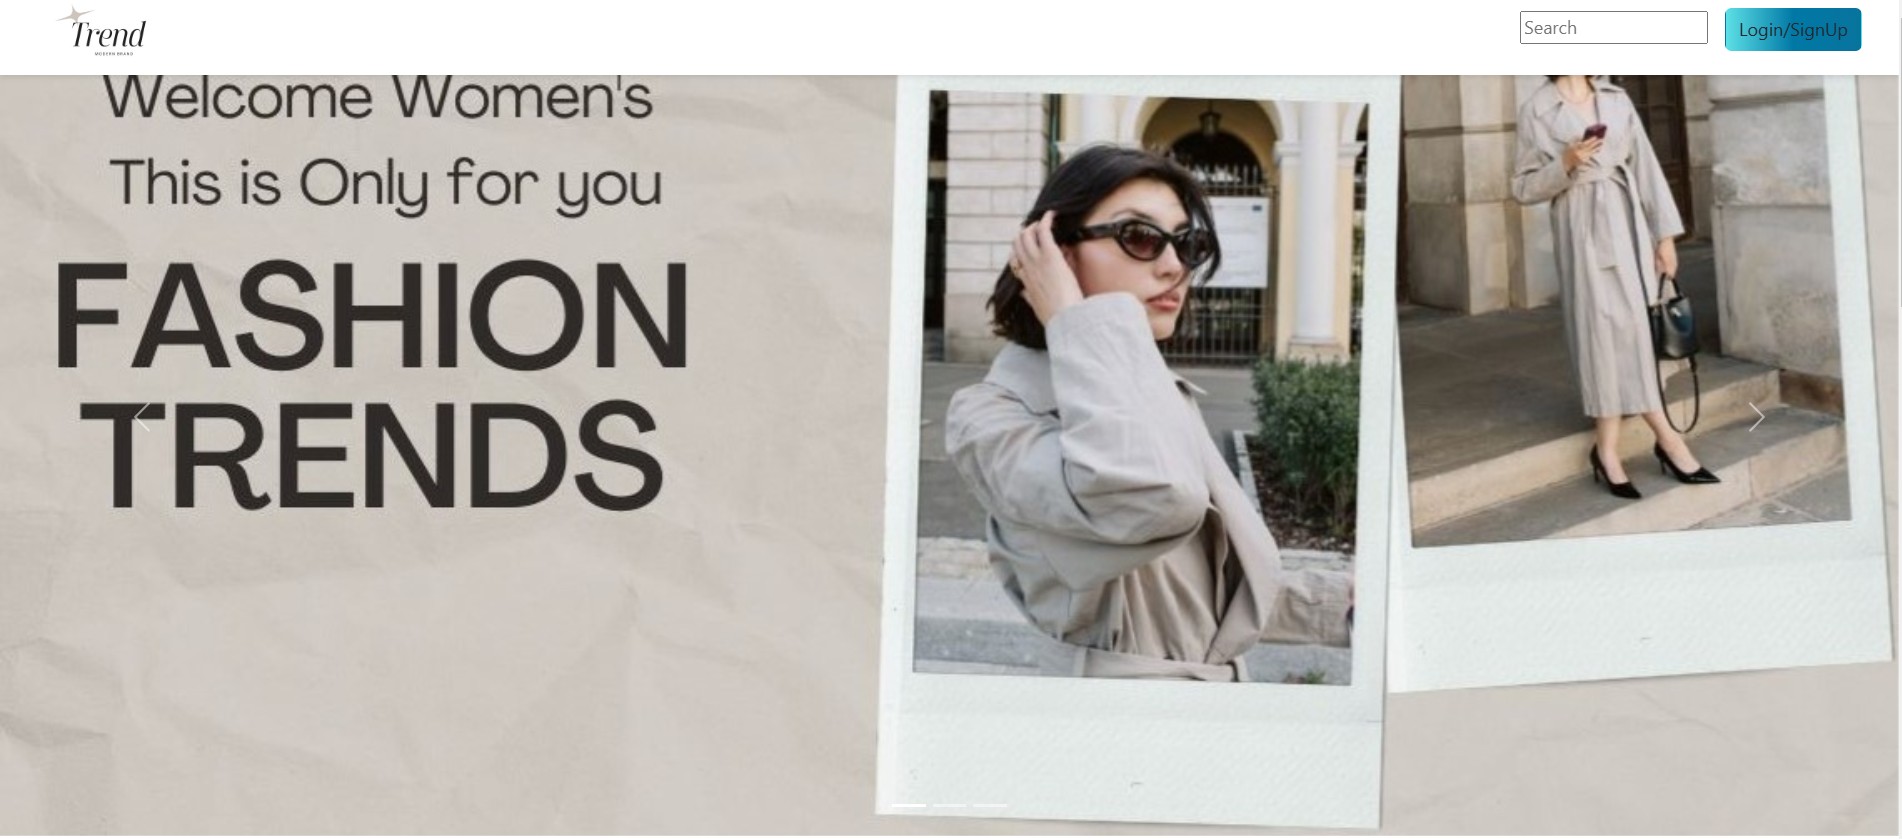 Trend
MODERN BRAND
Search
Login/SignUp
Welcome Women's
This is Only for you
FASHION
TRENDS